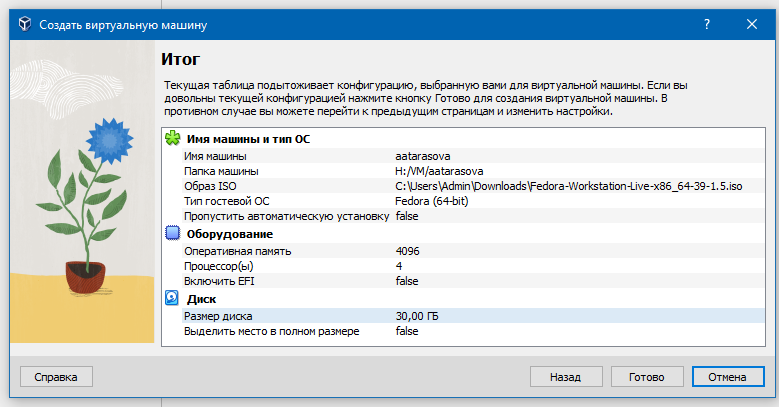 Создать виртуальную машину
?
Итог
Текущая таблица подытоживает конфигурацию, выбранную вами для виртуальной машины. Если вы
довольны текущей конфигурацией нажмите кнопку Готово для создания виртуальной машины. В
противном случае вы можете перейти к предыдущим страницам и изменить настройки.
Имя машины и тип ОС
Имя машины aatarasova
Папка машины H:/VM/aatarasova
Образ ISO C:\Users\Admin\Downloads\Fedora-Workstation-Live-x86_64-39-1.5.iso
Тип гостевой ОС Fedora (64-bit)
Пропустить автоматическую установку false
Оборудование
Оперативная память 4096
Процессор(ы) 4
Включить EFI false
Диск
Размер диска 30,00 ГБ
Выделить место в полном размере false
Справка Назад Готово Отмена